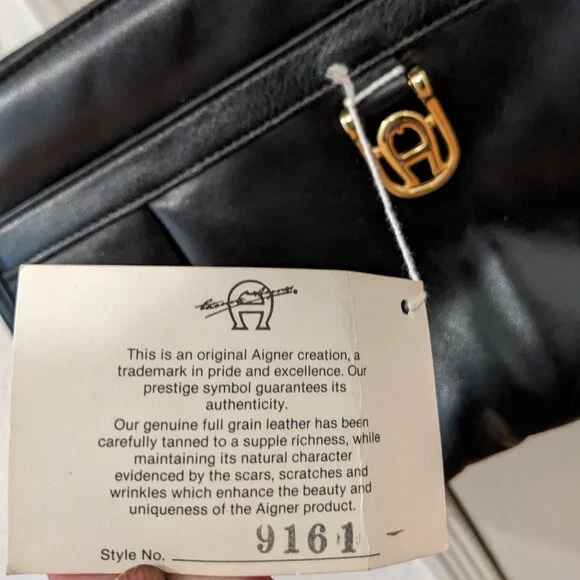 This is an original Aigner creation, a
trademark in pride and excellence. Our
prestige symbol guarantees its
authenticity.
Our genuine full grain leather has been
carefully tanned to a supple richness, while
maintaining its natural character
evidenced by the scars, scratches and
wrinkles which enhance the beauty and
uniqueness of the Aigner product.
Style No. 9161 -